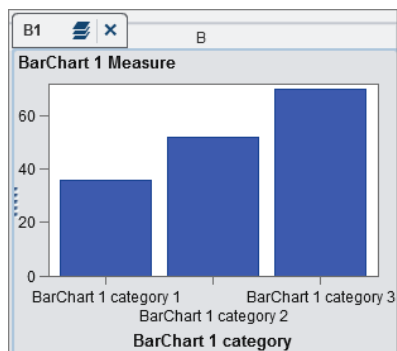 B1
B
BarChart 1 Measure
60
40
20
0
BarChart 1 category 1 BarChart 1 category 3
BarChart 1 category 2
BarChart 1 category